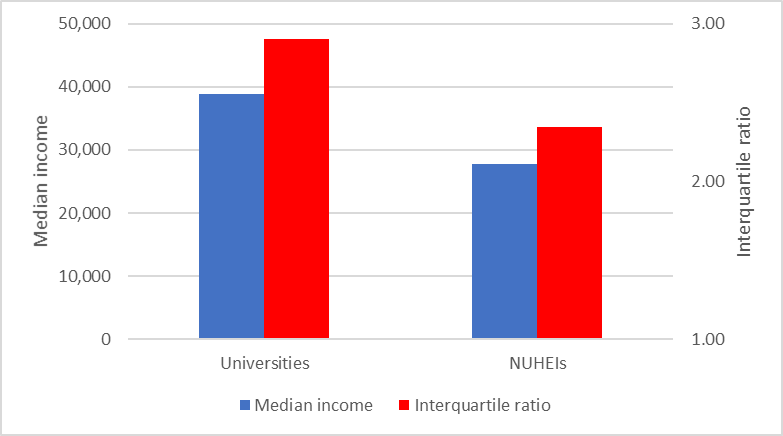 50,000
40,000
30,000
20,000
10,000
0
Median income
3.00
2.00
1.00
Interquartile ratio
Universities
NUHEIs
Median income
Interquartile ratio